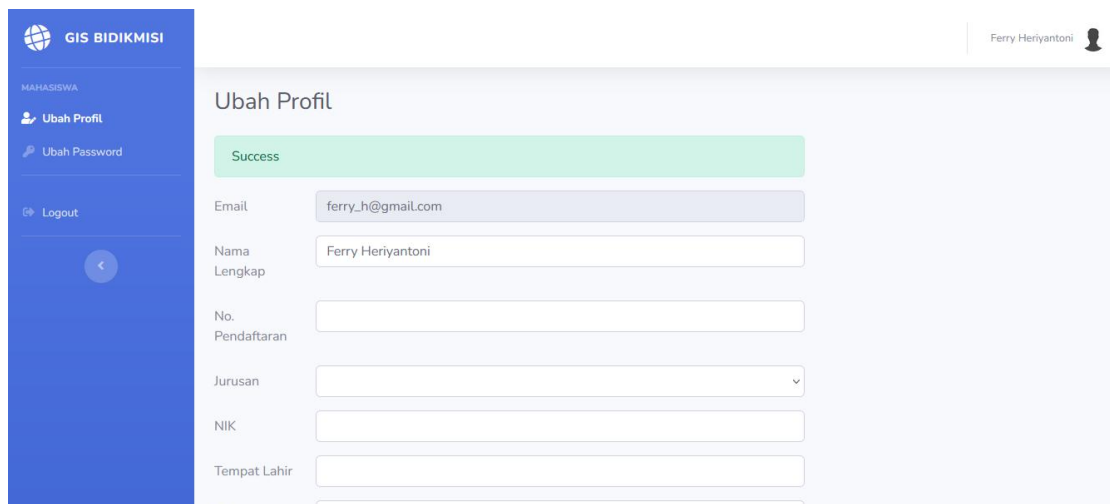 GIS BIDIKMISI
Ferry Heriyantoni
MAHASISWA
Ubah Profil
Ubah Password
Logout
Ubah Profil
Success
Email
ferry_h@gmail.com
Nama
Lengkap
Ferry Heriyantoni
No.
Pendaftaran
Jurusan
NIK
Tempat Lahir